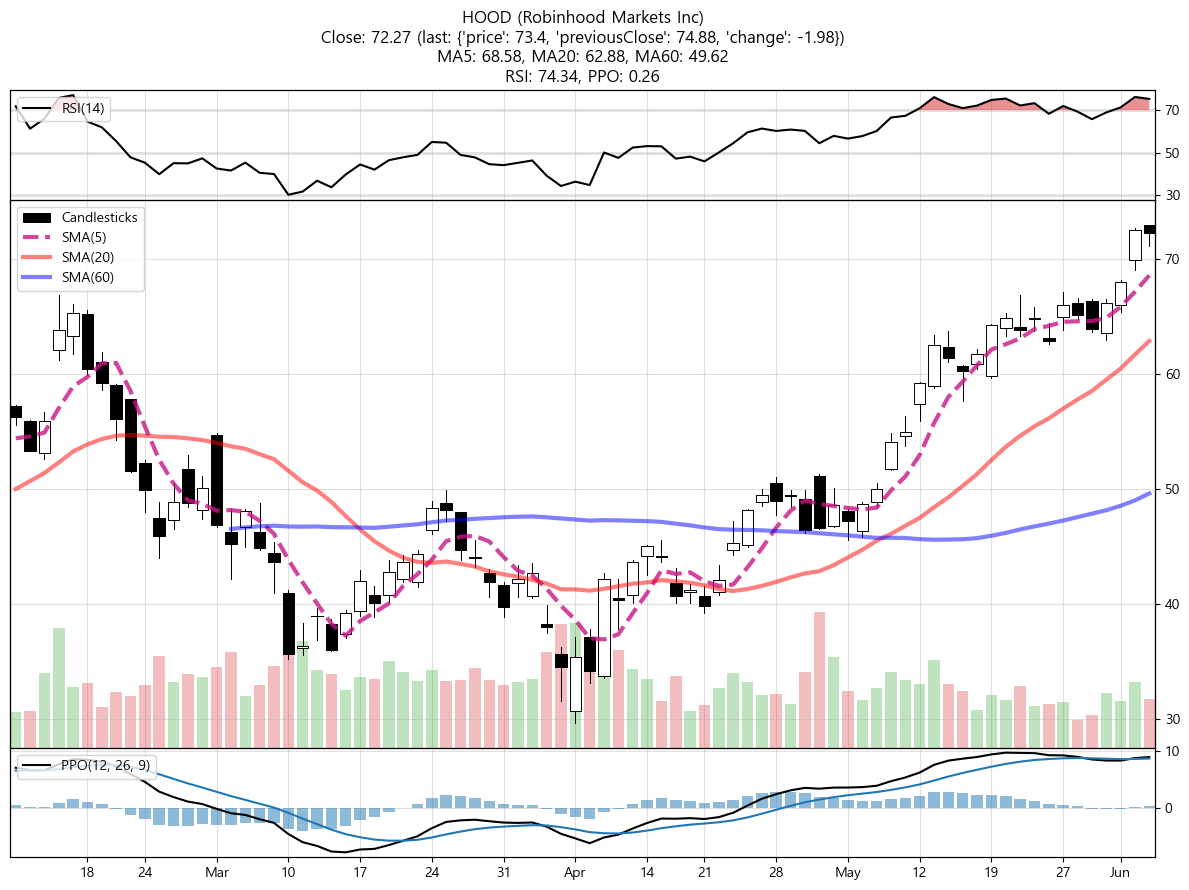 HOOD (Robinhood Markets Inc)
Close: 72.27 (last: {'price': 73.4, 'previousClose': 74.88, 'change': -1.98})
MA5: 68.58, MA20: 62.88, MA60: 49.62
RSI: 74.34, PPO: 0.26
RSI(14)
70
50
30
Candlesticks
SMA(5)
SMA(20)
SMA(60)
70
60
50
40
30
PPO(12, 26, 9)
10
0
18 24 Mar 10 17 24 31 Apr 14 21 28 May 12 19 27 Jun